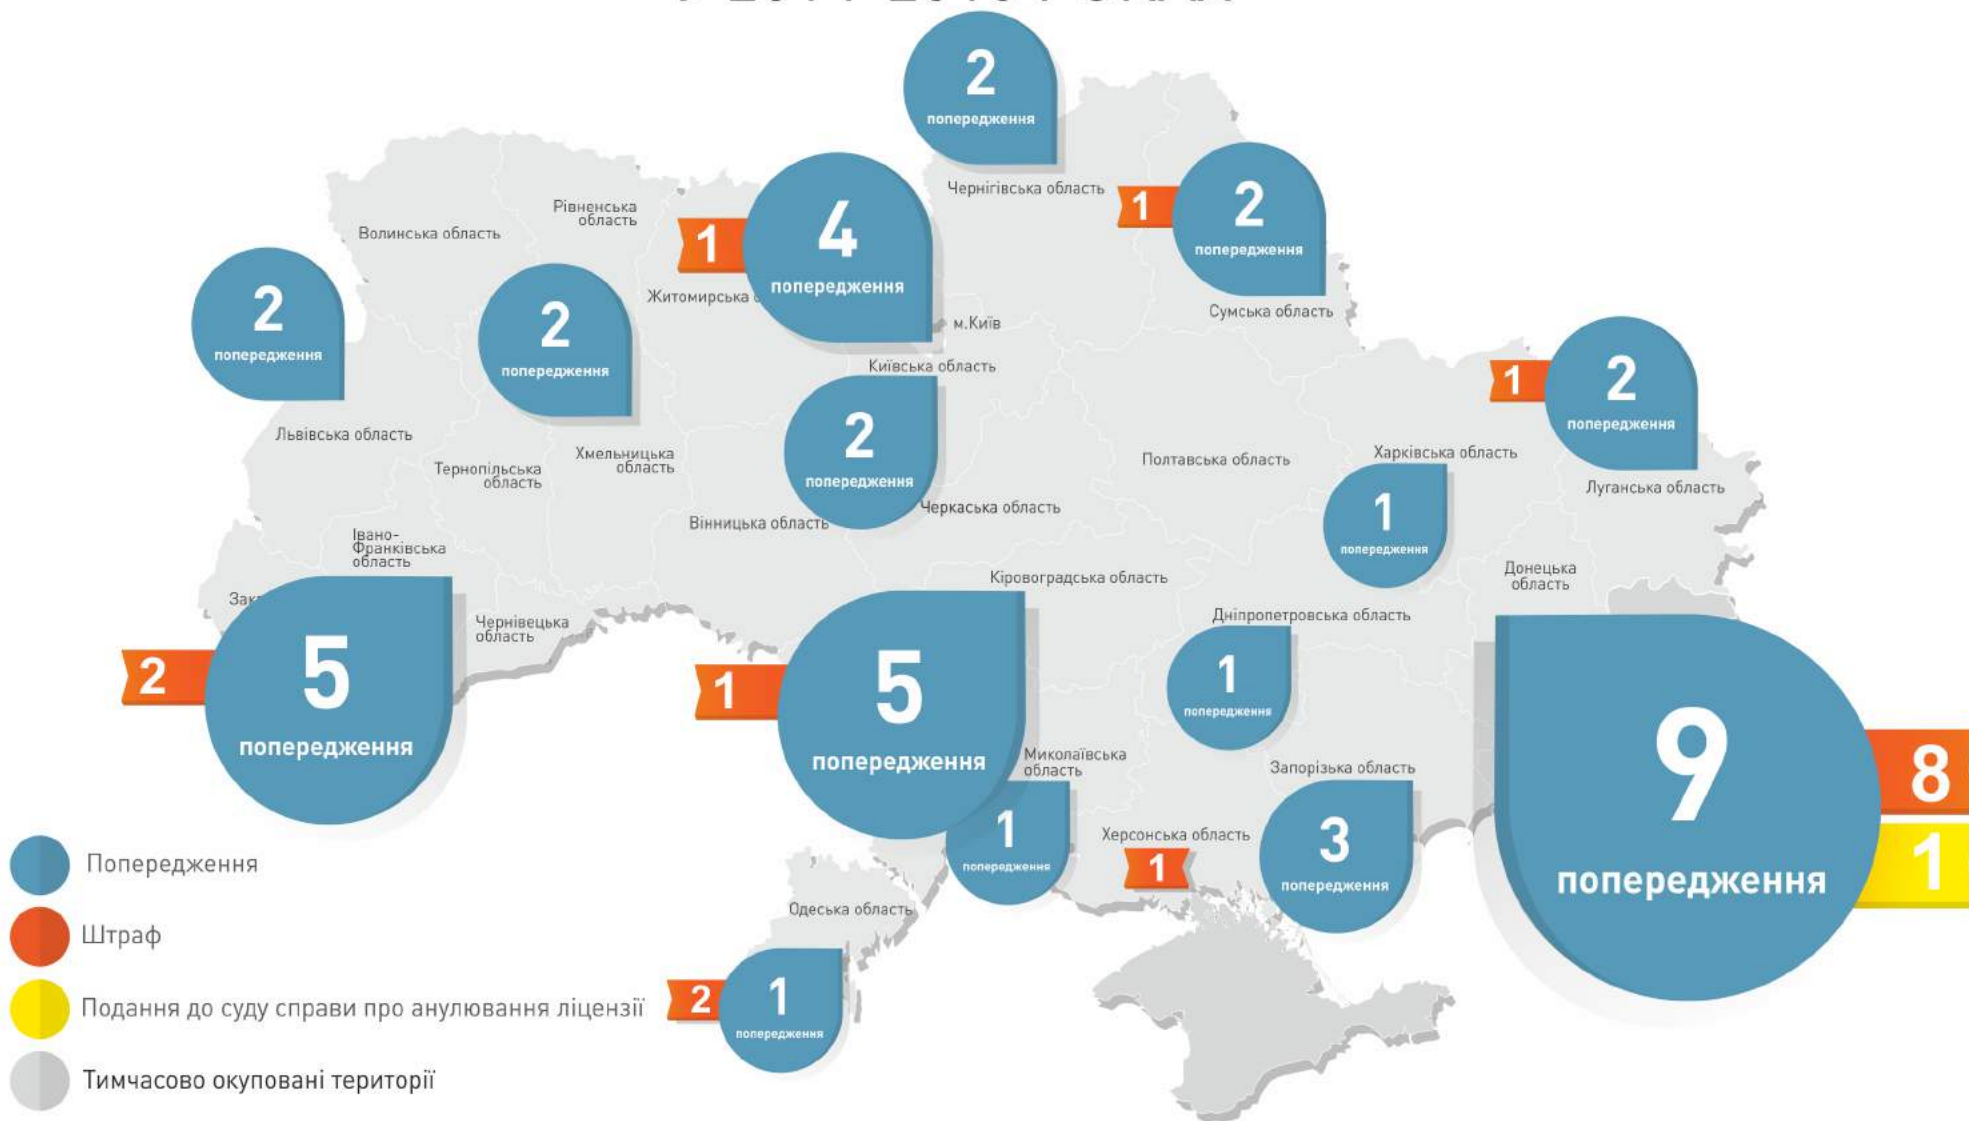 2
попередження
Чернігівська область
1
2
попередження
Сумська область
Рівненська
область
Волинська область
1
4
попередження
Житомирська
2
попередження
2
попередження
м.Київ
Київська область
1
2
попередження
Луганська область
2
попередження
Львівська область
Тернопільська
область
Хмельницька
область
Вінницька область
Черкаська область
Полтавська область
Харківська область
1
попередження
Івано-
Франківська
область
Кіровоградська область
Донецька
область
Зак
2
5
попередження
Чернівецька
область
1
5
попередження
Дніпропетровська область
1
попередження
9
попередження
8
1
Миколаївська
область
1
попередження
Запорізька область
3
попередження
Херсонська область
1
Одеська область
2
1
попередження
Попередження
Штраф
Подання до суду справи про анулювання ліцензії
Тимчасово окуповані території